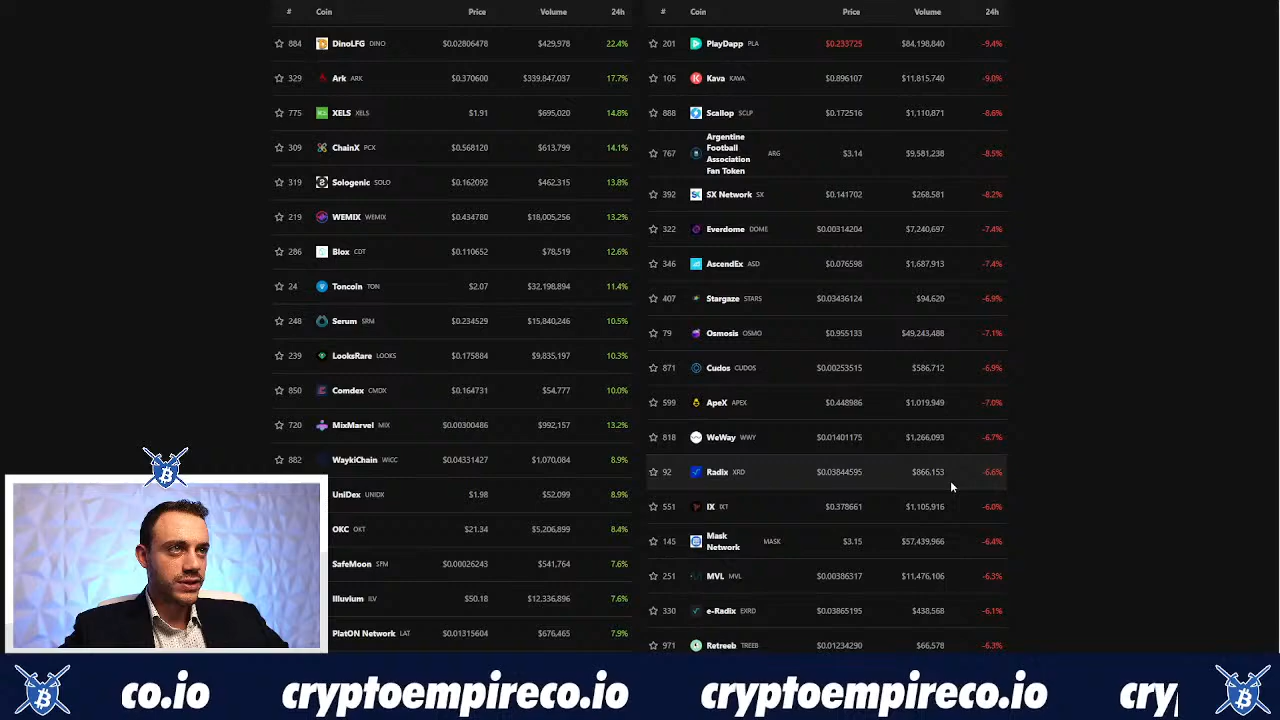 # Coin Price Volume 24h
884 DinoLFG DINO $0.02806478 $429,978 22.4%
329 Ark ARK $0.370600 $339,847,037 17.7%
775 XELS XELS $1.91 $695,020 14.8%
309 ChainX PCX $0.568120 $613,799 14.1%
319 Sologenic SOLO $0.162092 $462,315 13.8%
219 WEMIX WEMIX $0.434780 $18,005,256 13.2%
286 Blox CDT $0.110652 $78,519 12.6%
24 Toncoin TON $2.07 $32,198,894 11.4%
248 Serum SRM $0.234529 $15,840,246 10.5%
239 LooksRare LOOKS $0.175884 $9,835,197 10.3%
850 Comdex CMDX $0.164731 $54,777 10.0%
720 MixMarvel MIX $0.00300486 $992,157 13.2%
882 WaykiChain WICC $0.04331427 $1,070,084 8.9%
UniDex UNIDX $1.98 $52,099 8.9%
OKC OKT $21.34 $5,206,899 8.4%
SafeMoon SFM $0.00026243 $541,764 7.6%
Illuvium ILV $50.18 $12,336,896 7.6%
PlatON Network LAT $0.01315604 $676,465 7.9%
# Coin Price Volume 24h
201 PlayDapp PLA $0.233725 $84,198,840 -9.4%
105 Kava KAVA $0.896107 $11,815,740 -9.0%
888 Scallop SCLP $0.172516 $1,110,871 -8.6%
Argentine
Football
767 Association ARG $3.14 $9,581,238 -8.5%
Fan Token
392 SX Network SX $0.141702 $268,581 -8.2%
322 Everdome DOME $0.00314204 $7,240,697 -7.4%
346 AscendEx ASD $0.076598 $1,687,913 -7.4%
407 Stargaze STARS $0.03436124 $94,620 -6.9%
79 Osmosis OSMO $0.955133 $49,243,488 -7.1%
871 Cudos CUDOS $0.00253515 $586,712 -6.9%
599 ApeX APEX $0.448986 $1,019,949 -7.0%
818 WeWay WWY $0.01401175 $1,266,093 -6.7%
92 Radix XRD $0.03844595 $866,153 -6.6%
551 IX IXT $0.378661 $1,105,916 -6.0%
145 Mask Network MASK $3.15 $57,439,966 -6.4%
251 MVL MVL $0.00386317 $11,476,106 -6.3%
330 e-Radix EXRD $0.03865195 $438,568 -6.1%
971 Retreeb TREEB $0.01234290 $66,578 -6.3%
co.io cryptoempireco.io cryptoempireco.io cry